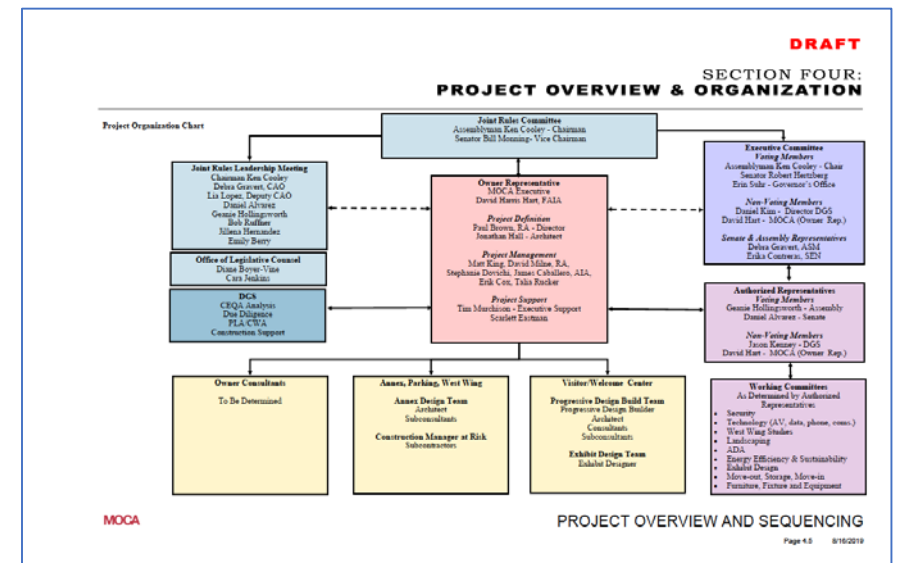 DRAFT
SECTION FOUR:
PROJECT OVERVIEW & ORGANIZATION
Project Organization Chart
Joint Rules Committee
Assemblyman Ken Cooley - Chairman
Senator Bill Monning- Vice Chairman
Joint Rules Leadership Meeting
Chairman Ken Cooley
Debra Gravert, CAO
Lia Lopez, Deputy CAO
Daniel Alvarez
Geanie Hollingsworth
Bob Ruffner
Jillena Hernandez
Emily Berry
Office of Legislative Counsel
Diane Boyer-Vine
Cara Jenkins
DGS
CEQA Analysis
Due Diligence
PLA/CWA
Construction Support
Owner Representative
MOCA Executive
David Harris Hart, FAIA
Project Definition
Paul Brown, RA - Director
Jonathan Hall - Architect
Project Management
Matt King, David Milne, RA,
Stephanie Dovichi, James Caballero, AIA,
Erik Cox, Talia Rucker
Project Support
Tim Murchison - Executive Support
Scarlett Eastman
Executive Committee
Voting Members
Assemblyman Ken Cooley - Chair
Senator Robert Hertzberg
Erin Suhr - Governor's Office
Non-Voting Members
Daniel Kim - Director DGS
David Hart - MOCA (Owner Rep.)
Senate & Assembly Representatives
Debra Gravert, ASM
Erika Contreras, SEN
Authorized Representatives
Voting Members
Geanie Hollingsworth - Assembly
Daniel Alvarez - Senate
Non-Voting Members
Jason Kenney - DGS
David Hart - MOCA (Owner Rep.)
Owner Consultants
To Be Determined
Annex, Parking, West Wing
Annex Design Team
Architect
Subconsultants
Construction Manager at Risk
Subcontractors
Visitor/Welcome Center
Progressive Design Build Team
Progressive Design Builder
Architect
Consultants
Subconsultants
Exhibit Design Team
Exhibit Designer
Working Committees
As Determined by Authorized
Representatives
• Security
• Technology (AV, data, phone, coms.)
• West Wing Studies
• Landscaping
• ADA
• Energy Efficiency & Sustainability
• Exhibit Design
• Move-out, Storage, Move-in
• Furniture, Fixture and Equipment
MOCA
PROJECT OVERVIEW AND SEQUENCING
Page 4.8 8/16/2019